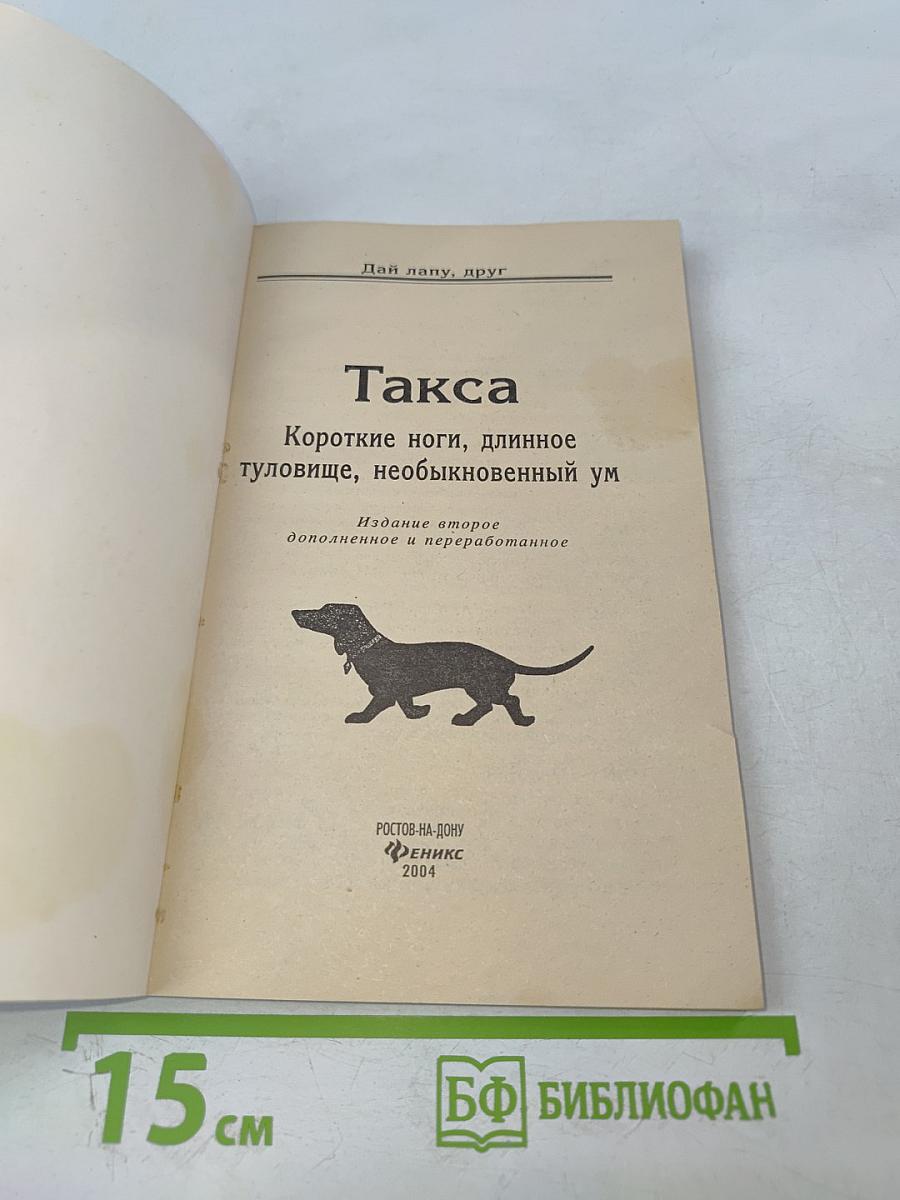 Дай лапу, друг
Такса
Короткие ноги, длинное
туловище, необыкновенный ум
Издание второе
дополненное и переработанное
РОСТОВ-НА-ДОНУ
ФЕНИКС
2004
15 см
БФ БИБЛИОФАН